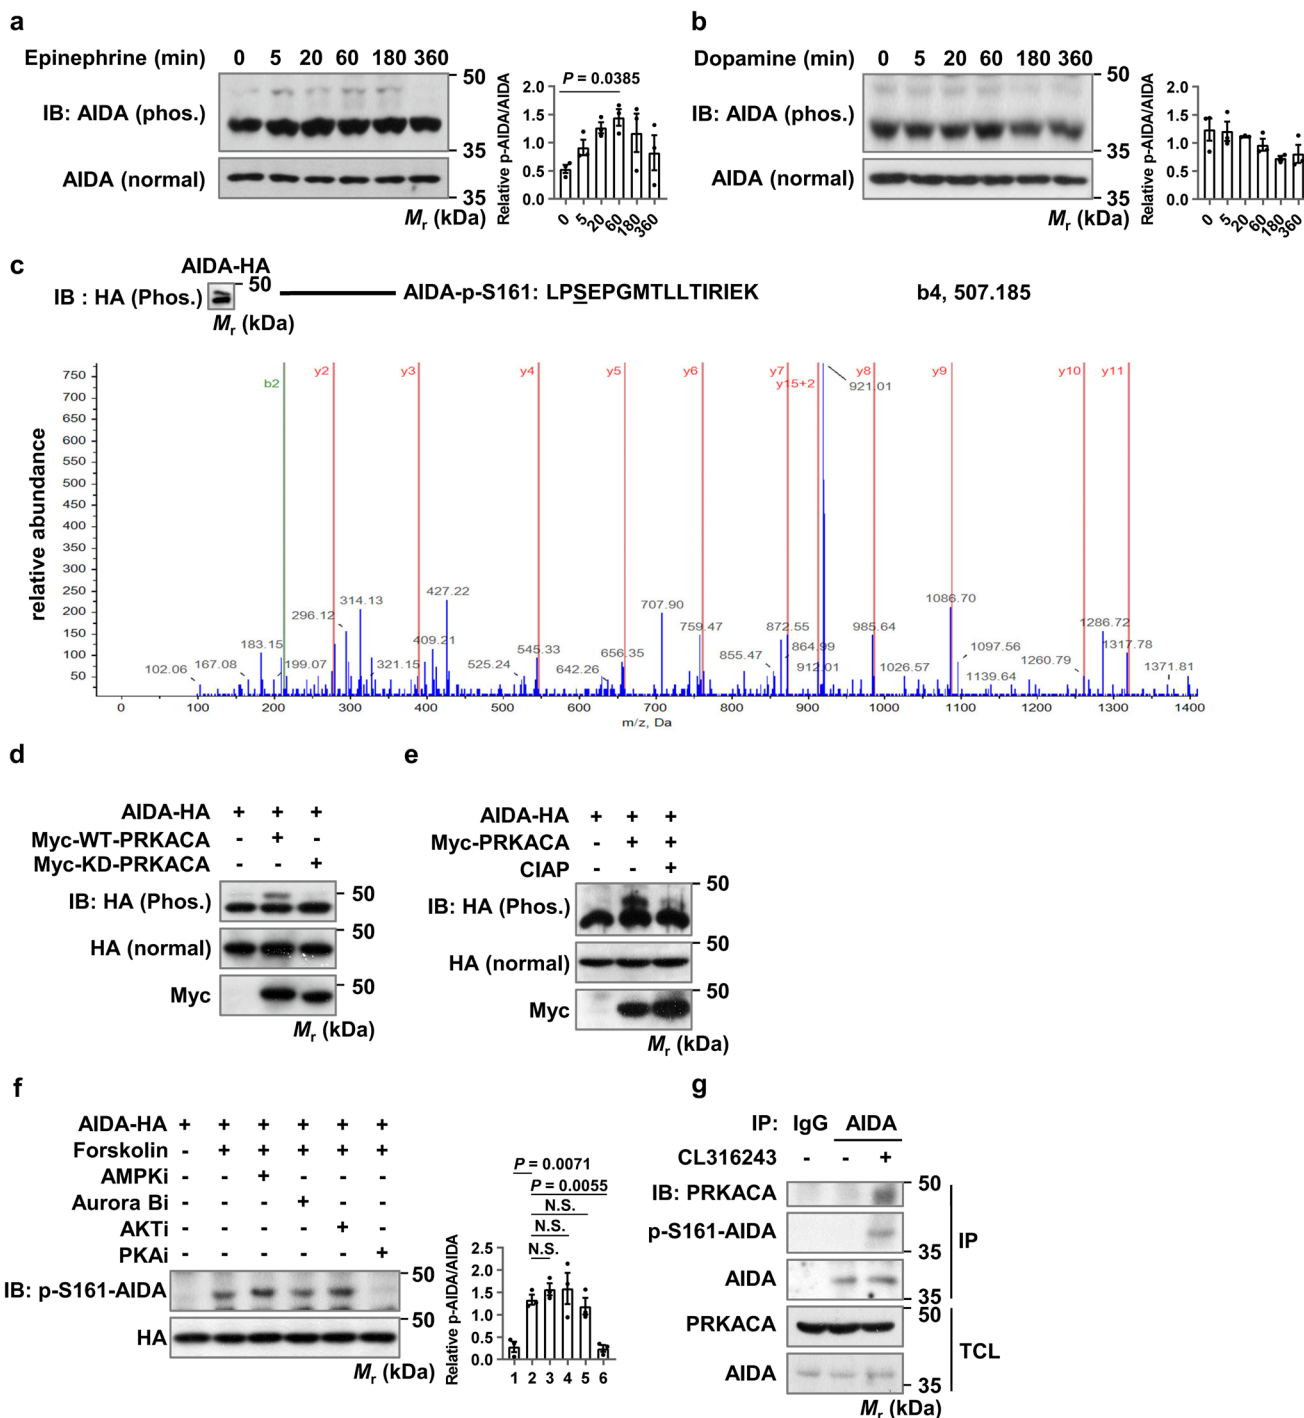 a
Epinephrine (min) 0 5 20 60 180 360
IB: AIDA (phos.)
50
35
AIDA (normal)
35
Mr (kDa)
P = 0.0385
Relative p-AIDA/AIDA
2.0
1.5
1.0
0.5
0.0
0 5 20 60 180 360
b
Dopamine (min) 0 5 20 60 180 360
IB: AIDA (phos.)
50
35
AIDA (normal)
35
Mr (kDa)
Relative p-AIDA/AIDA
2.0
1.5
1.0
0.5
0.0
0 5 20 60 180 360
c
AIDA-HA
IB : HA (Phos.)
50
Mr (kDa)
AIDA-p-S161: LPSEPGMTLLTIRIEK
b4, 507.185
relative abundance
750
700
650
600
550
500
450
400
350
300
250
200
150
100
50
b2 y2 y3 y4 y5 y6 y7 y15+2 y8 y9 y10 y11
921.01
102.06 167.08 183.15 199.07 296.12 314.13 321.15 409.21 427.22 525.24 545.33 642.26 656.35 707.90 759.47 855.47 872.55 864.99 912.01 985.64 1026.57 1086.70 1097.56 1139.64 1260.79 1286.72 1317.78 1371.81
0 100 200 300 400 500 600 700 800 900 1000 1100 1200 1300 1400
m/z, Da
d
AIDA-HA + + +
Myc-WT-PRKACA - + -
Myc-KD-PRKACA - - +
IB: HA (Phos.)
50
HA (normal)
50
Myc
50
Mr (kDa)
e
AIDA-HA + + +
Myc-PRKACA - + +
CIAP - - +
IB: HA (Phos.)
50
HA (normal)
50
Myc
50
Mr (kDa)
f
AIDA-HA + + + + + +
Forskolin - + + + + +
AMPKi - - + - - -
Aurora Bi - - - + - -
AKTi - - - - + -
PKAi - - - - - +
IB: p-S161-AIDA
50
HA
50
Mr (kDa)
P = 0.0071
P = 0.0055
N.S.
N.S.
N.S.
Relative p-AIDA/AIDA
2.5
2.0
1.5
1.0
0.5
0.0
1 2 3 4 5 6
g
IP: IgG AIDA
CL316243 - - +
IB: PRKACA
50
p-S161-AIDA
35
AIDA
35
IP
PRKACA
50
AIDA
35
TCL
Mr (kDa)